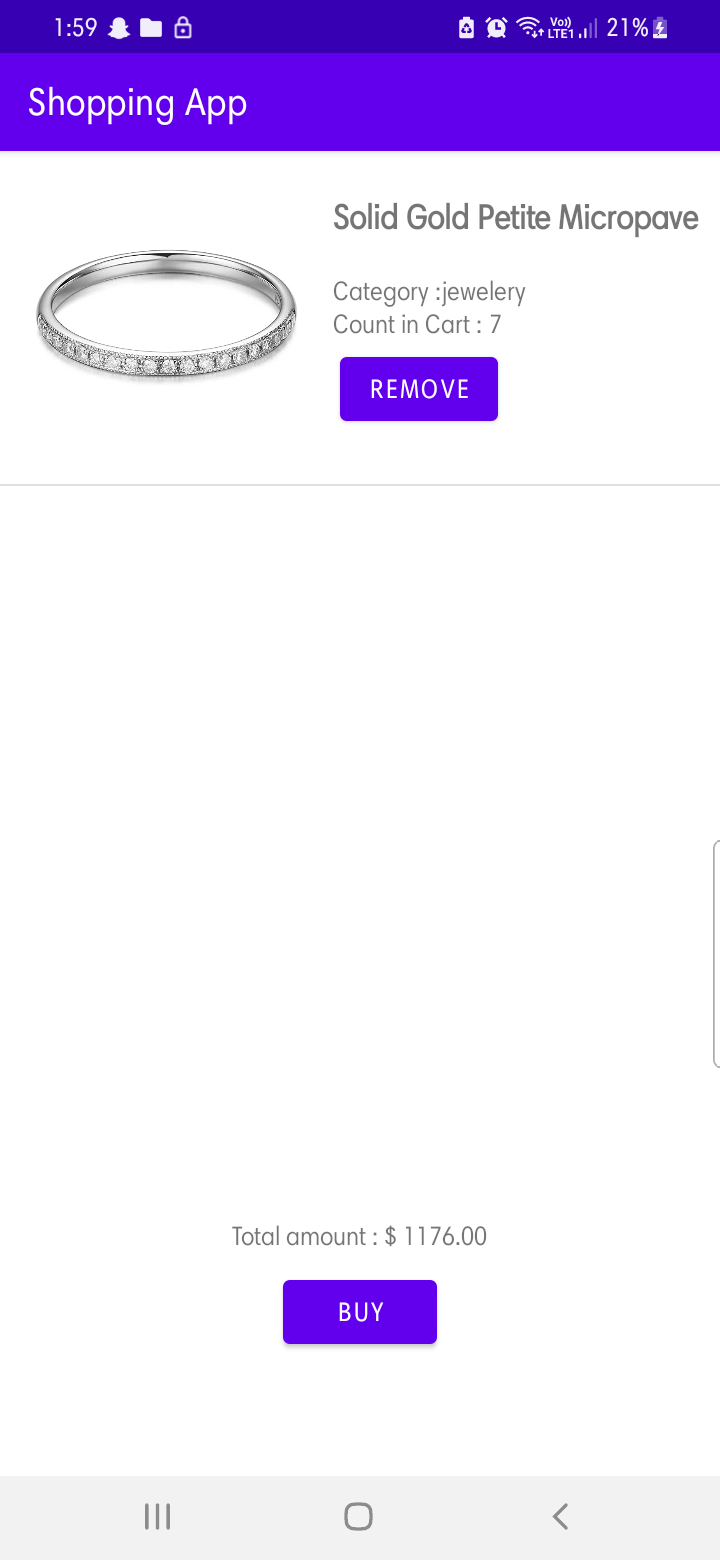 1:59
Vo)) LTE1 21%
Shopping App
Solid Gold Petite Micropave
Category :jewelery
Count in Cart : 7
REMOVE
Total amount : $ 1176.00
BUY